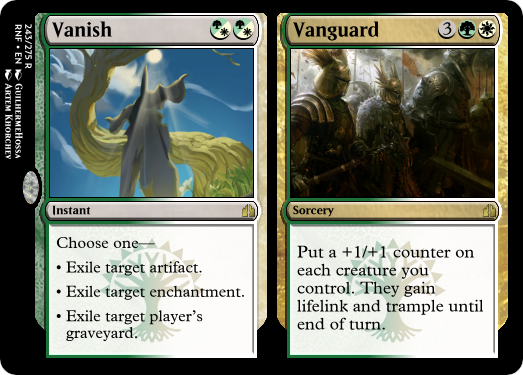 Vanish
Instant
Choose one—
• Exile target artifact.
• Exile target enchantment.
• Exile target player's
graveyard.
Vanguard
3
Sorcery
Put a +1/+1 counter on
each creature you
control. They gain
lifelink and trample until
end of turn.
243/275 R
RNF • EN GuilhermeHossa
Artem Khorchev